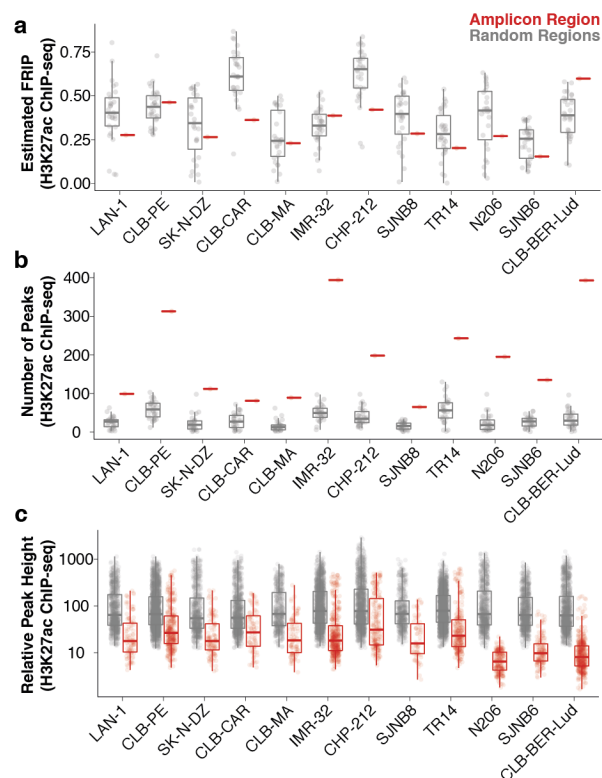 Amplicon Region
Random Regions
a
Estimated FRIP
(H3K27ac ChIP-seq)
0.75
0.50
0.25
0.00
LAN-1
CLB-PE
SK-N-DZ
CLB-CAR
CLB-MA
IMR-32
CHP-212
SJNB8
TR14
N206
SJNB6
CLB-BER-Lud
b
Number of Peaks
(H3K27ac ChIP-seq)
400
300
200
100
0
LAN-1
CLB-PE
SK-N-DZ
CLB-CAR
CLB-MA
IMR-32
CHP-212
SJNB8
TR14
N206
SJNB6
CLB-BER-Lud
c
Relative Peak Height
(H3K27ac ChIP-seq)
1000
100
10
LAN-1
CLB-PE
SK-N-DZ
CLB-CAR
CLB-MA
IMR-32
CHP-212
SJNB8
TR14
N206
SJNB6
CLB-BER-Lud